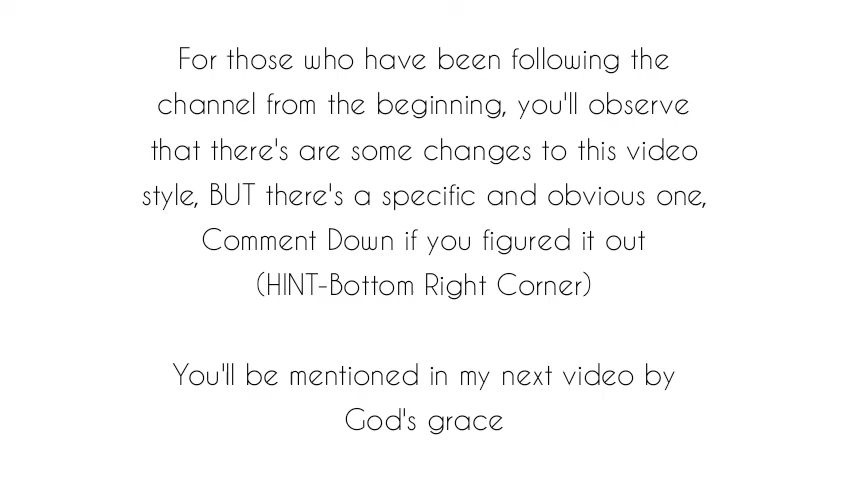 For those who have been following the
channel from the beginning, you'll observe
that there's are some changes to this video
style, BUT there's a specific and obvious one,
Comment Down if you figured it out
(HINT-Bottom Right Corner)
You'll be mentioned in my next video by
God's grace